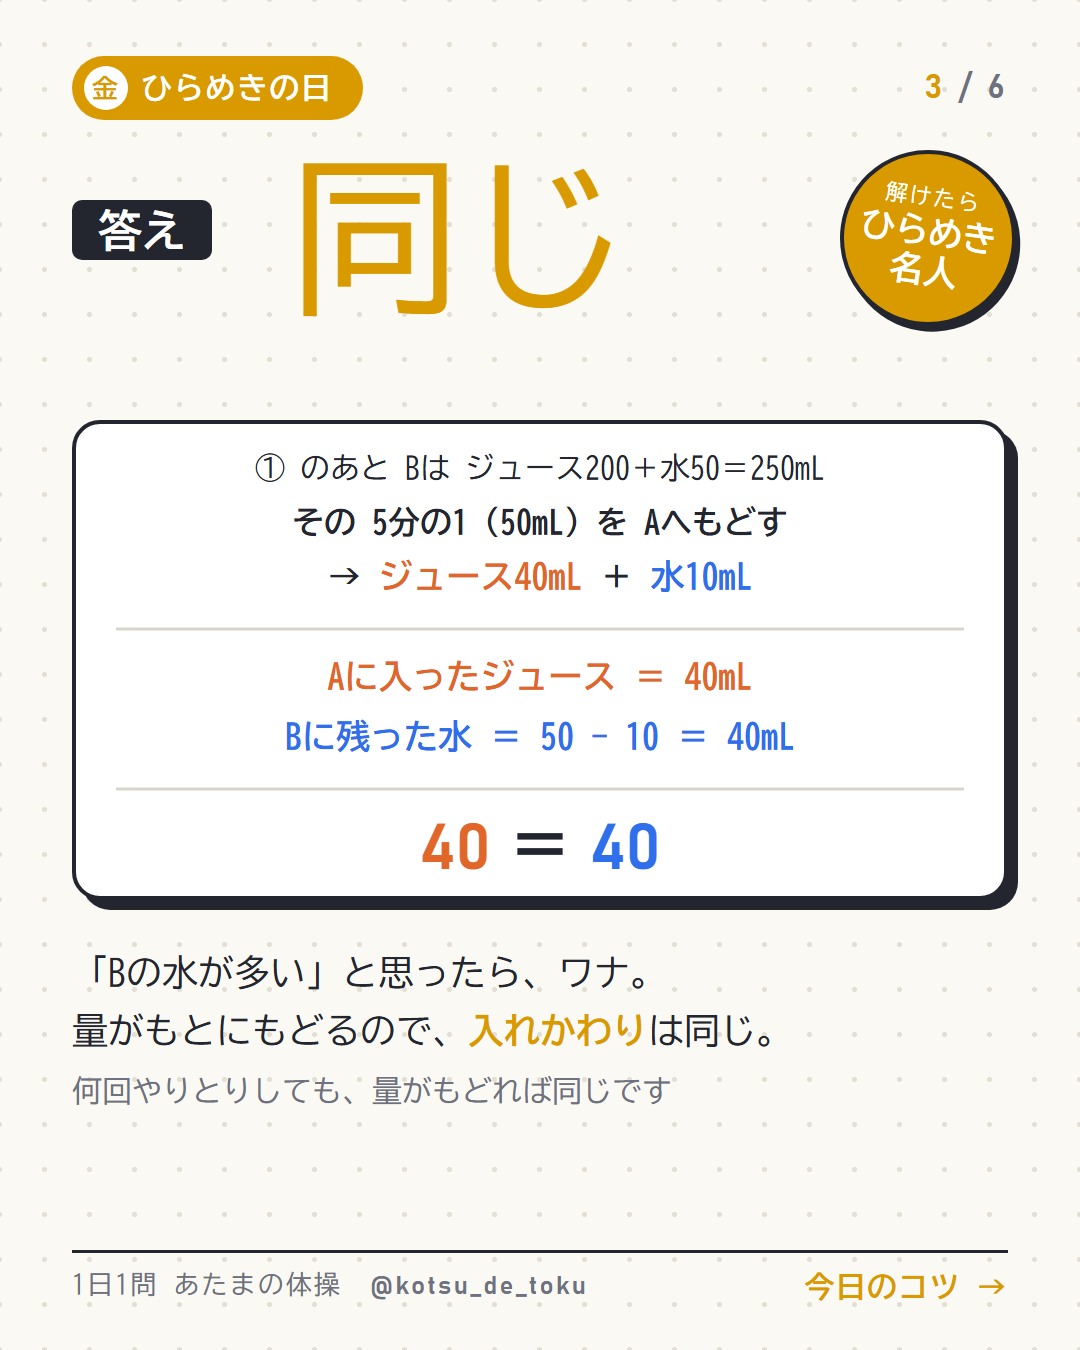 金 ひらめきの日
3 / 6
答え 同じ
解けたら
ひらめき
名人
① のあと Bは ジュース200＋水50＝250mL
その 5分の1（50mL）を Aへもどす
→ ジュース40mL ＋ 水10mL
Aに入ったジュース ＝ 40mL
Bに残った水 ＝ 50 − 10 ＝ 40mL
40 ＝ 40
「Bの水が多い」と思ったら、ワナ。
量がもとにもどるので、入れかわりは同じ。
何回やりとりしても、量がもどれば同じです
1日1問 あたまの体操 @kotsu_de_toku
今日のコツ →